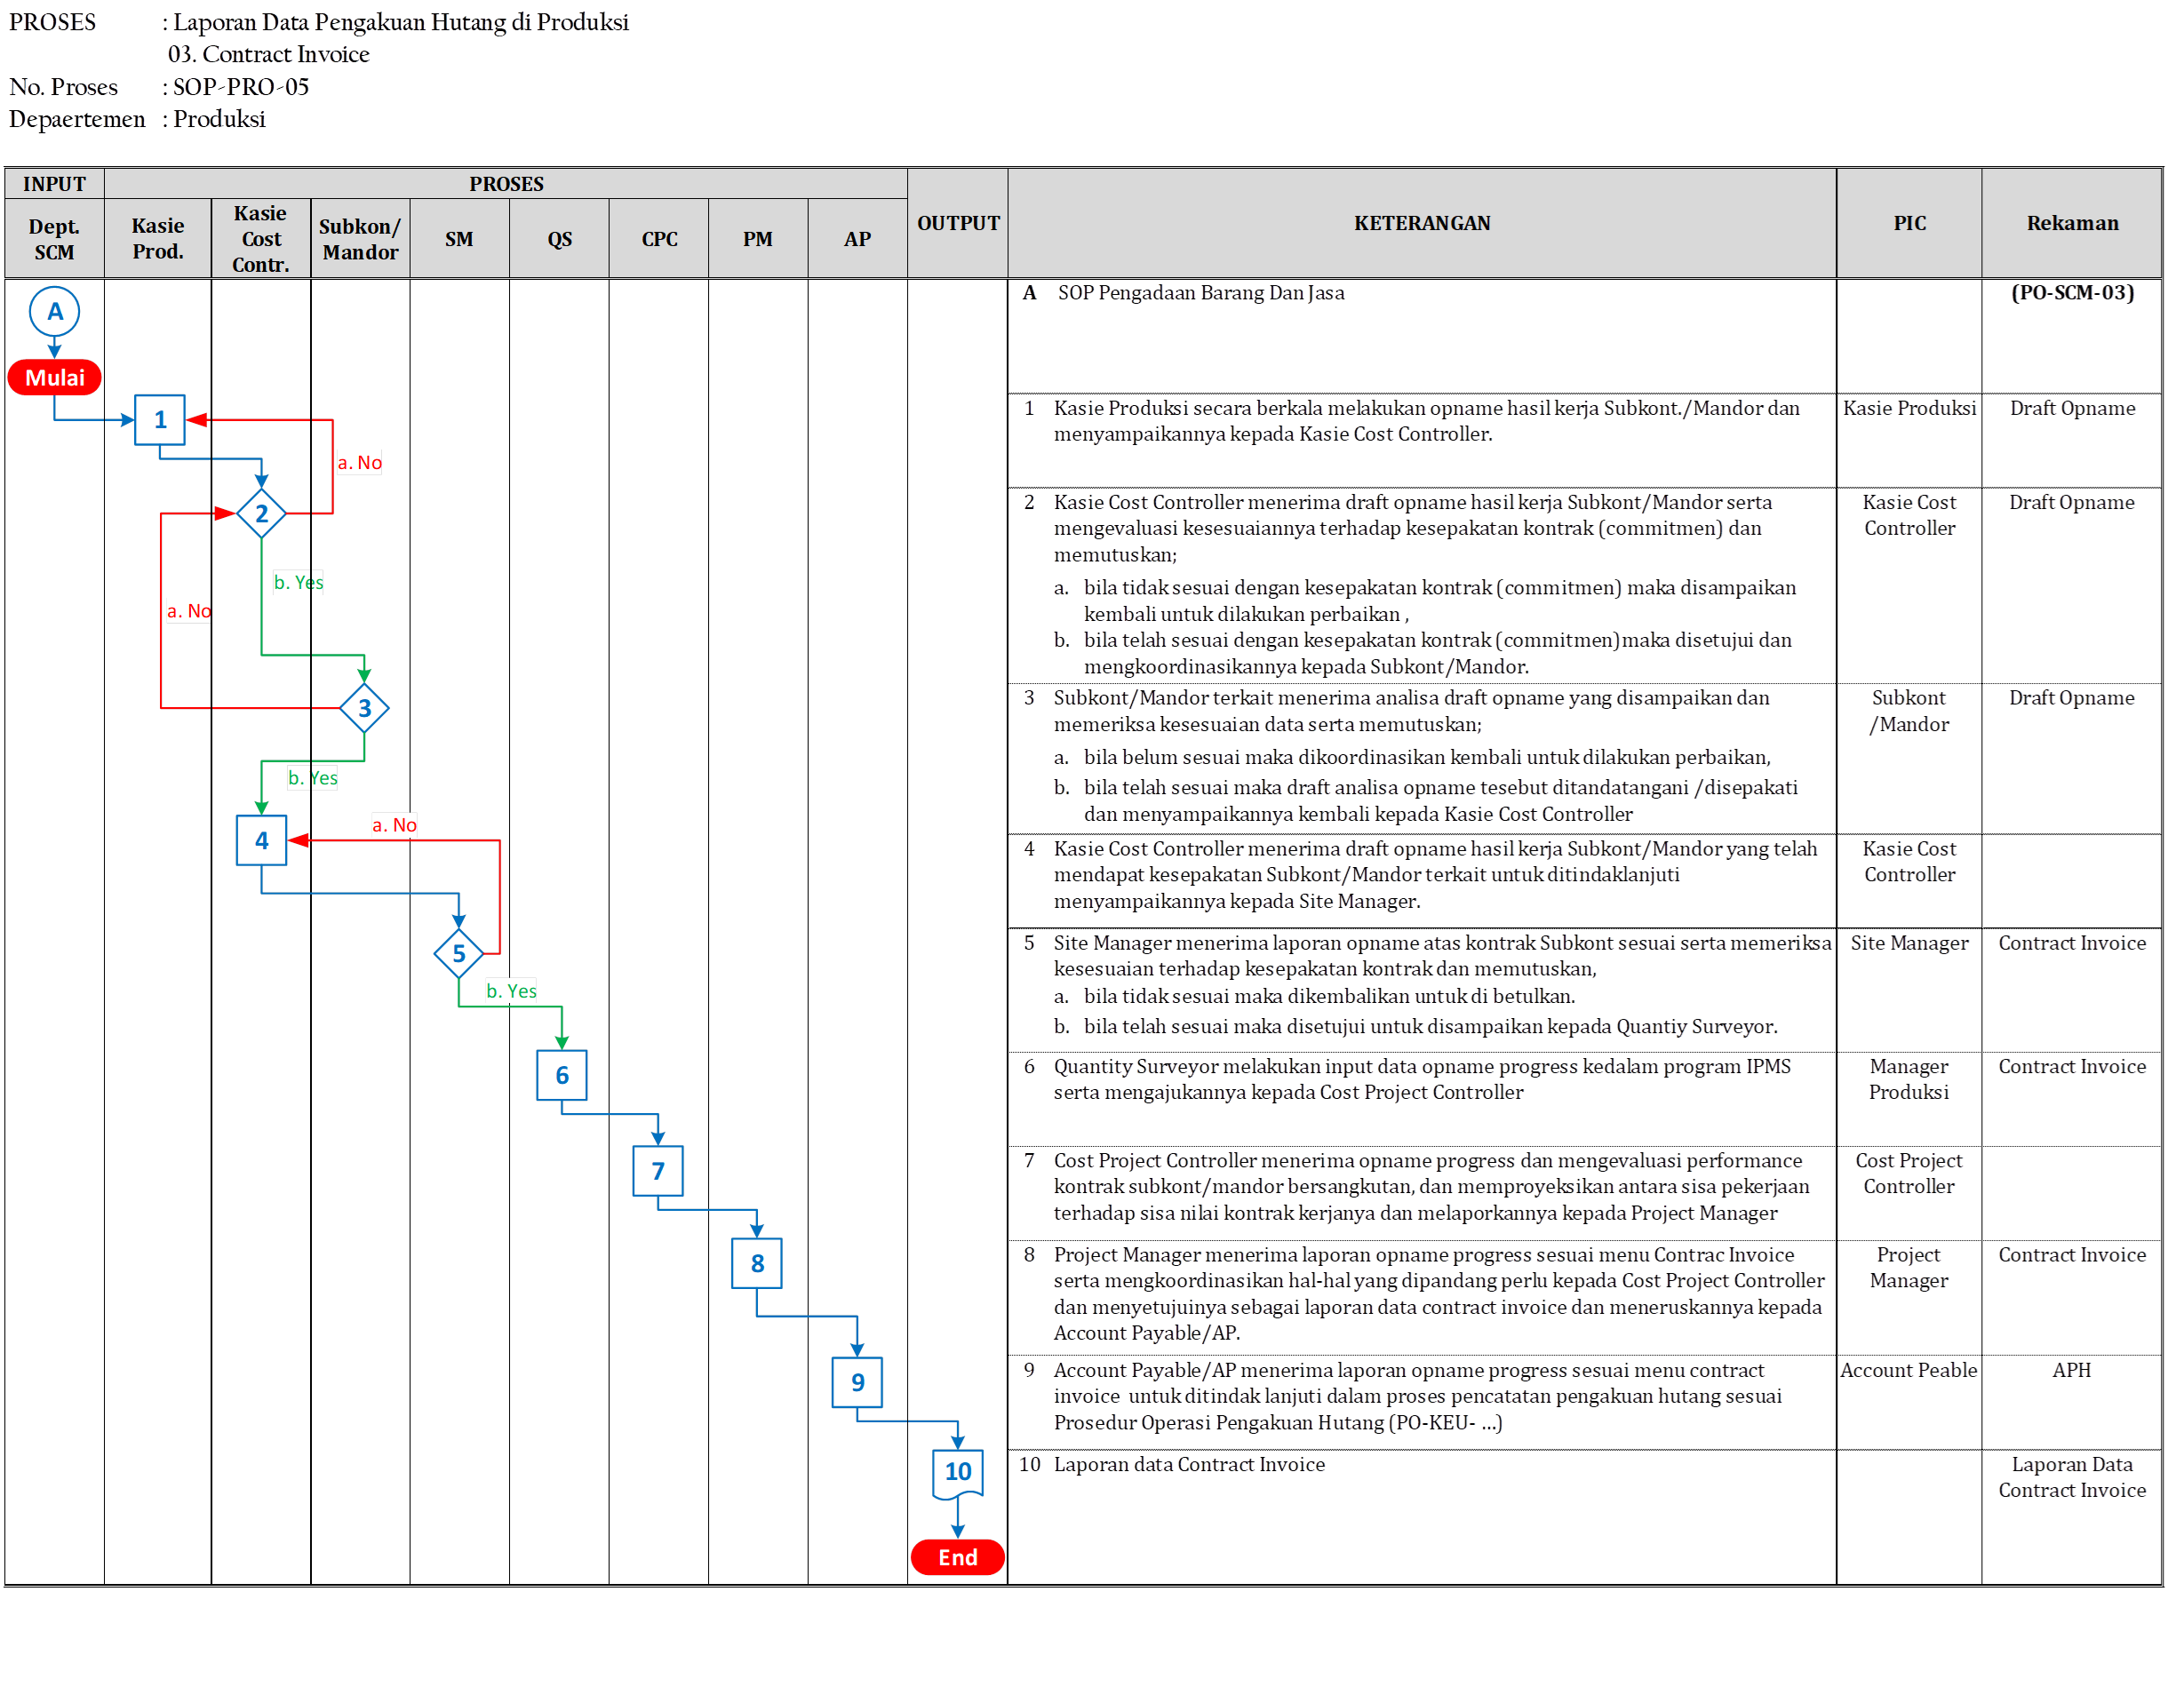 PROSES : Laporan Data Pengakuan Hutang di Produksi
03. Contract Invoice
No. Proses : SOP-PRO-05
Depaertemen : Produksi
INPUT PROSES OUTPUT KETERANGAN PIC Rekaman
Dept. SCM
Kasie Prod.
Kasie Cost Contr.
Subkon/ Mandor
SM
QS
CPC
PM
AP
A
Mulai
1
a. No
2
b. Yes
a. No
3
b. Yes
4
a. No
5
b. Yes
6
7
8
9
10
End
A SOP Pengadaan Barang Dan Jasa (PO-SCM-03)
1 Kasie Produksi secara berkala melakukan opname hasil kerja Subkont./Mandor dan Kasie Produksi Draft Opname
menyampaikannya kepada Kasie Cost Controller.
2 Kasie Cost Controller menerima draft opname hasil kerja Subkont/Mandor serta Kasie Cost Draft Opname
mengevaluasi kesesuaiannya terhadap kesepakatan kontrak (commitmen) dan Controller
memutuskan;
a. bila tidak sesuai dengan kesepakatan kontrak (commitmen) maka disampaikan
kembali untuk dilakukan perbaikan ,
b. bila telah sesuai dengan kesepakatan kontrak (commitmen)maka disetujui dan
mengkoordinasikannya kepada Subkont/Mandor.
3 Subkont/Mandor terkait menerima analisa draft opname yang disampaikan dan Subkont Draft Opname
memeriksa kesesuaian data serta memutuskan; /Mandor
a. bila belum sesuai maka dikoordinasikan kembali untuk dilakukan perbaikan,
b. bila telah sesuai maka draft analisa opname tesebut ditandatangani /disepakati
dan menyampaikannya kembali kepada Kasie Cost Controller
4 Kasie Cost Controller menerima draft opname hasil kerja Subkont/Mandor yang telah Kasie Cost
mendapat kesepakatan Subkont/Mandor terkait untuk ditindaklanjuti Controller
menyampaikannya kepada Site Manager.
5 Site Manager menerima laporan opname atas kontrak Subkont sesuai serta memeriksa Site Manager Contract Invoice
kesesuaian terhadap kesepakatan kontrak dan memutuskan,
a. bila tidak sesuai maka dikembalikan untuk di betulkan.
b. bila telah sesuai maka disetujui untuk disampaikan kepada Quantiy Surveyor.
6 Quantity Surveyor melakukan input data opname progress kedalam program IPMS Manager Contract Invoice
serta mengajukannya kepada Cost Project Controller Produksi
7 Cost Project Controller menerima opname progress dan mengevaluasi performance Cost Project
kontrak subkont/mandor bersangkutan, dan memproyeksikan antara sisa pekerjaan Controller
terhadap sisa nilai kontrak kerjanya dan melaporkannya kepada Project Manager
8 Project Manager menerima laporan opname progress sesuai menu Contrac Invoice Project Contract Invoice
serta mengkoordinasikan hal-hal yang dipandang perlu kepada Cost Project Controller Manager
dan menyetujuinya sebagai laporan data contract invoice dan meneruskannya kepada
Account Payable/AP.
9 Account Payable/AP menerima laporan opname progress sesuai menu contract Account Peable APH
invoice untuk ditindak lanjuti dalam proses pencatatan pengakuan hutang sesuai
Prosedur Operasi Pengakuan Hutang (PO-KEU- ...)
10 Laporan data Contract Invoice Laporan Data
Contract Invoice